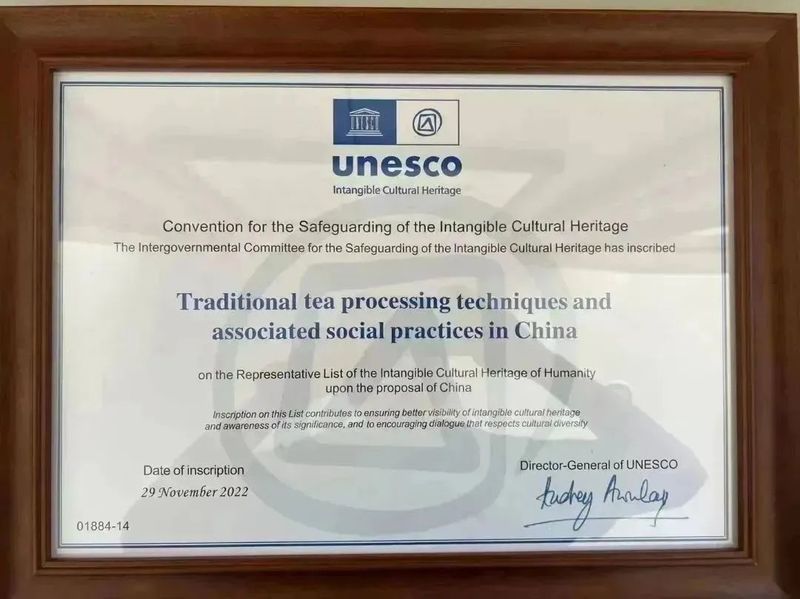 UNESCO
unesco
Intangible Cultural Heritage
Convention for the Safeguarding of the Intangible Cultural Heritage
The Intergovernmental Committee for the Safeguarding of the Intangible Cultural Heritage has inscribed
Traditional tea processing techniques and
associated social practices in China
on the Representative List of the Intangible Cultural Heritage of Humanity
upon the proposal of China
Inscription on this List contributes to ensuring better visibility of intangible cultural heritage
and awareness of its significance, and to encouraging dialogue that respects cultural diversity
Date of inscription
29 November 2022
Director-General of UNESCO
Audrey Azoulay
01884-14